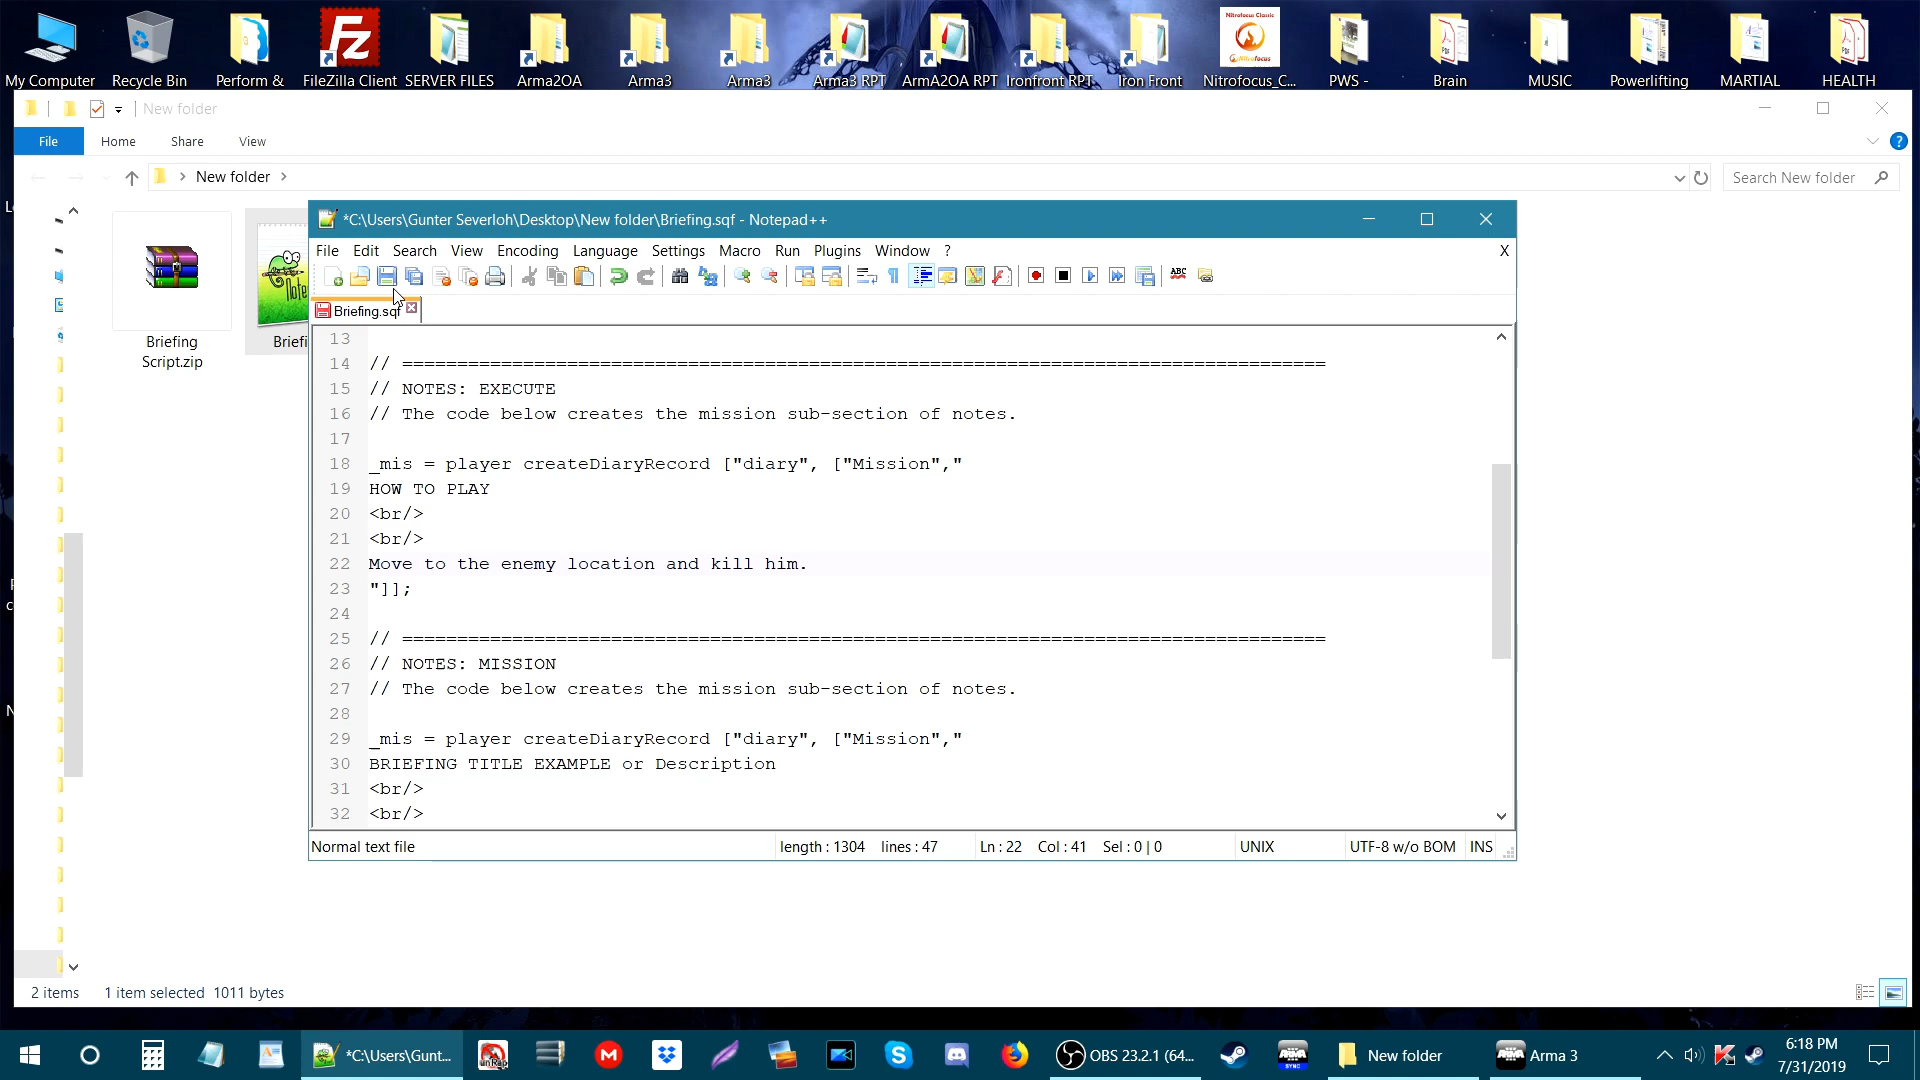 My Computer
Recycle Bin
Perform &
FileZilla Client
SERVER FILES
Arma2OA
Arma3
Arma3
Arma3 RPT
ArmA2OA RPT
Ironfront RPT
Iron Front
Nitrofocus Classic
Nitrofocus
Nitrofocus_C...
PWS -
Brain
MUSIC
Powerlifting
MARTIAL
HEALTH
New folder
File Home Share View
New folder
Search New folder
Briefing
Script.zip
Briefi
*C:\Users\Gunter Severloh\Desktop\New folder\Briefing.sqf - Notepad++
File Edit Search View Encoding Language Settings Macro Run Plugins Window ? X
Briefing.sqf
13
14 // ====================================================================================
15 // NOTES: EXECUTE
16 // The code below creates the mission sub-section of notes.
17
18 _mis = player createDiaryRecord ["diary", ["Mission","
19 HOW TO PLAY
20 <br/>
21 <br/>
22 Move to the enemy location and kill him.
23 "]];
24
25 // ====================================================================================
26 // NOTES: MISSION
27 // The code below creates the mission sub-section of notes.
28
29 _mis = player createDiaryRecord ["diary", ["Mission","
30 BRIEFING TITLE EXAMPLE or Description
31 <br/>
32 <br/>
Normal text file length : 1304 lines : 47 Ln : 22 Col : 41 Sel : 0 | 0 UNIX UTF-8 w/o BOM INS
2 items 1 item selected 1011 bytes
*C:\Users\Gunt...
OBS 23.2.1 (64...
New folder
Arma 3
6:18 PM
7/31/2019